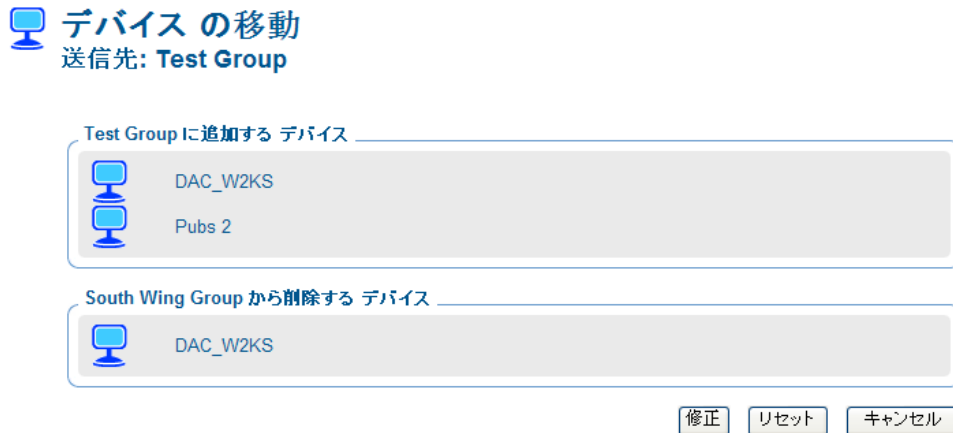 デバイス の移動
送信先: Test Group
Test Group に追加する デバイス
DAC_W2KS
Pubs 2
South Wing Group から削除する デバイス
DAC_W2KS
修正 リセット キャンセル